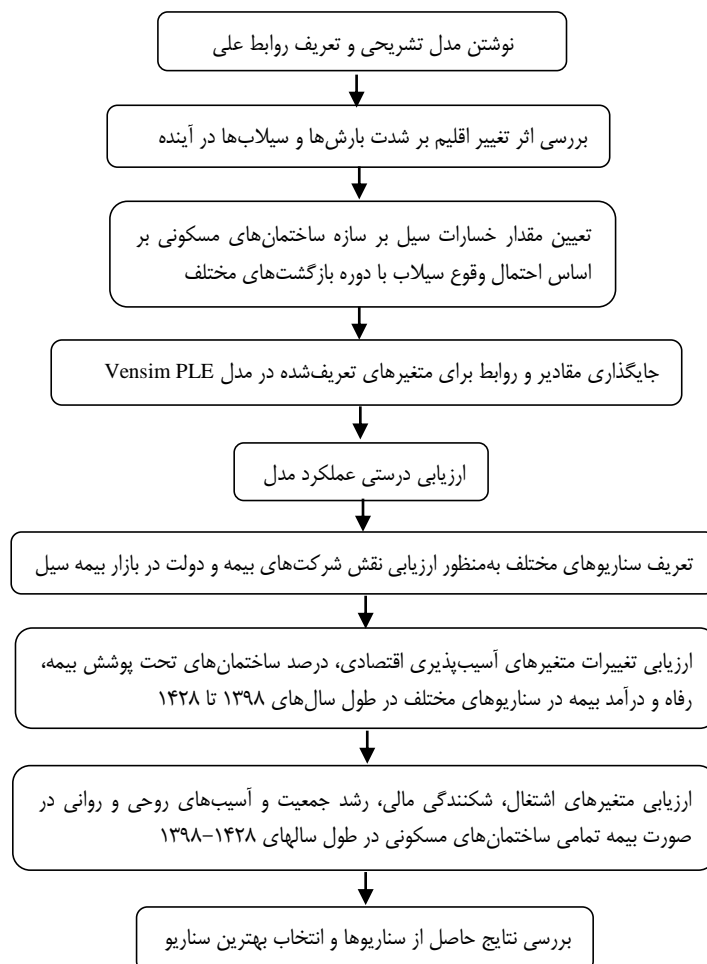 نوشتن مدل تشریحی و تعریف روابط علی
بررسی اثر تغییر اقلیم بر شدت بارش‌ها و سیلاب‌ها در آینده
تعیین مقدار خسارات سیل بر سازه ساختمان‌های مسکونی بر
اساس احتمال وقوع سیلاب با دوره بازگشت‌های مختلف
جایگذاری مقادیر و روابط برای متغیرهای تعریف‌شده در مدل Vensim PLE
ارزیابی درستی عملکرد مدل
تعریف سناریوهای مختلف به‌منظور ارزیابی نقش شرکت‌های بیمه و دولت در بازار بیمه سیل
ارزیابی تغییرات متغیرهای آسیب‌پذیری اقتصادی، درصد ساختمان‌های تحت پوشش بیمه،
رفاه و درآمد بیمه در سناریوهای مختلف در طول سال‌های ۱۳۹۸ تا ۱۴۲۸
ارزیابی متغیرهای اشتغال، شکنندگی مالی، رشد جمعیت و آسیب‌های روحی و روانی در
صورت بیمه تمامی ساختمان‌های مسکونی در طول سالهای ۱۴۲۸-۱۳۹۸
بررسی نتایج حاصل از سناریوها و انتخاب بهترین سناریو